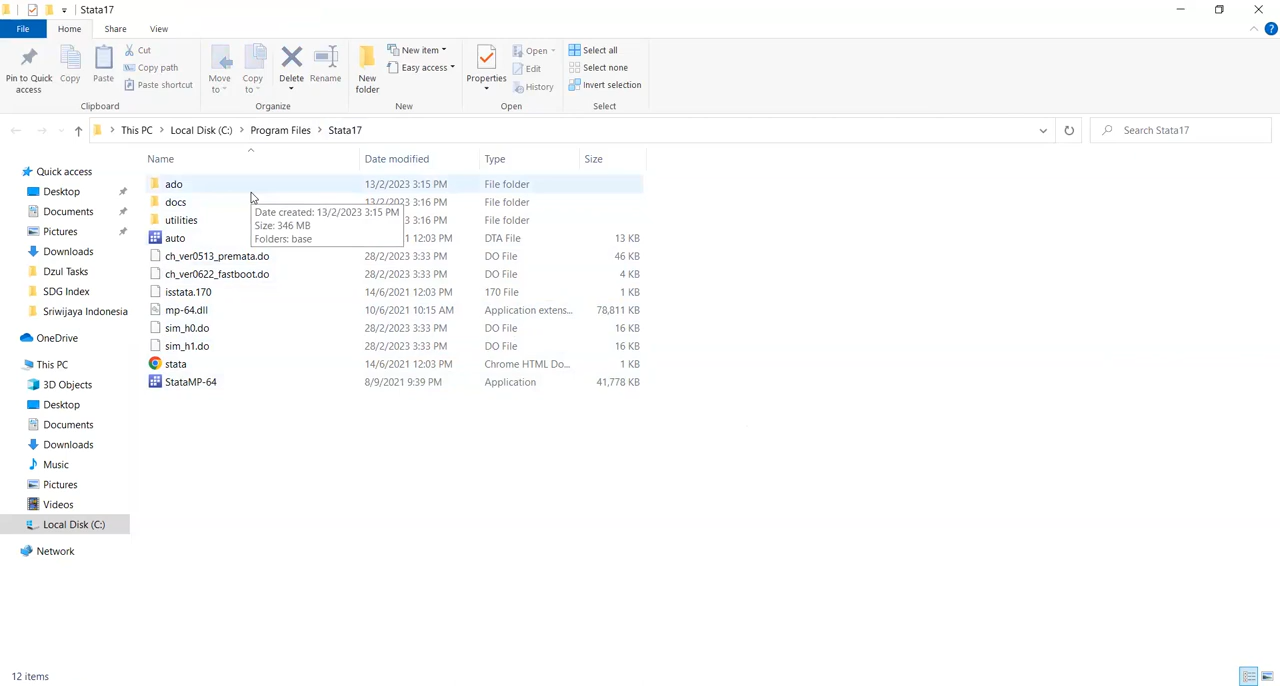 Stata17
File
Home
Share
View
Pin to Quick access
Copy
Paste
Cut
Copy path
Paste shortcut
Clipboard
Move to
Copy to
Delete
Rename
Organize
New folder
New item
Easy access
New
Properties
Open
Edit
History
Open
Select all
Select none
Invert selection
Select
This PC > Local Disk (C:) > Program Files > Stata17
Search Stata17
Name Date modified Type Size
Quick access
Desktop
Documents
Pictures
Downloads
Dzul Tasks
SDG Index
Sriwijaya Indonesia
OneDrive
This PC
3D Objects
Desktop
Documents
Downloads
Music
Pictures
Videos
Local Disk (C:)
Network
ado 13/2/2023 3:15 PM File folder
docs 13/2/2023 3:16 PM File folder
utilities 3:16 PM File folder
auto 1 12:03 PM DTA File 13 KB
ch_ver0513_premata.do 28/2/2023 3:33 PM DO File 46 KB
ch_ver0622_fastboot.do 28/2/2023 3:33 PM DO File 4 KB
isstata.170 14/6/2021 12:03 PM 170 File 1 KB
mp-64.dll 10/6/2021 10:15 AM Application extens... 78,811 KB
sim_h0.do 28/2/2023 3:33 PM DO File 16 KB
sim_h1.do 28/2/2023 3:33 PM DO File 16 KB
stata 14/6/2021 12:03 PM Chrome HTML Do... 1 KB
StataMP-64 8/9/2021 9:39 PM Application 41,778 KB
Date created: 13/2/2023 3:15 PM
Size: 346 MB
Folders: base
12 items